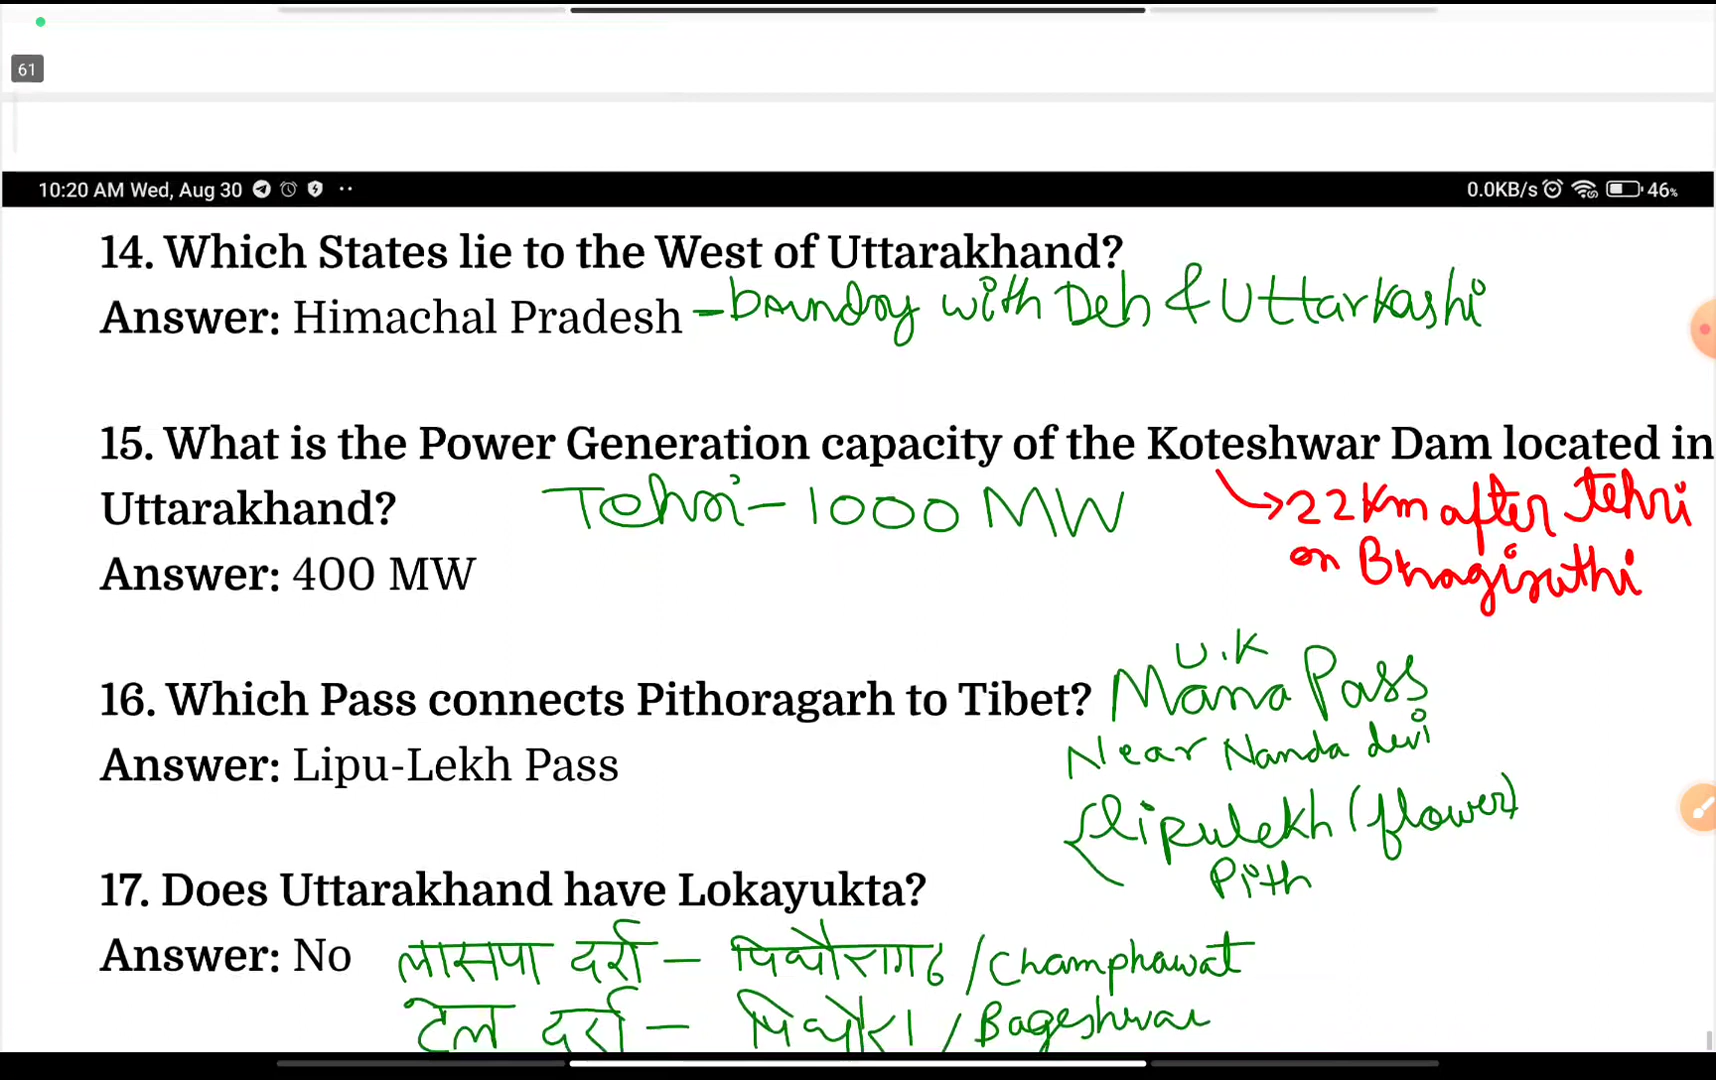 61
10:20 AM Wed, Aug 30
0.0KB/s 46%
14. Which States lie to the West of Uttarakhand?
Answer: Himachal Pradesh - boundry with Deh & Uttarkashi
15. What is the Power Generation capacity of the Koteshwar Dam located in
Uttarakhand? Tehri - 1000 MW → 22 Km after tehri
on Bhagirathi
Answer: 400 MW
U.K
16. Which Pass connects Pithoragarh to Tibet? Mana Pass
Near Nanda devi
Answer: Lipu-Lekh Pass
lipulekh (flower)
Pith
17. Does Uttarakhand have Lokayukta?
Answer: No लासपा दर्रा - पिथौरागढ़ / Champhawat
दर्रा - पिथौरा / Bageshwar